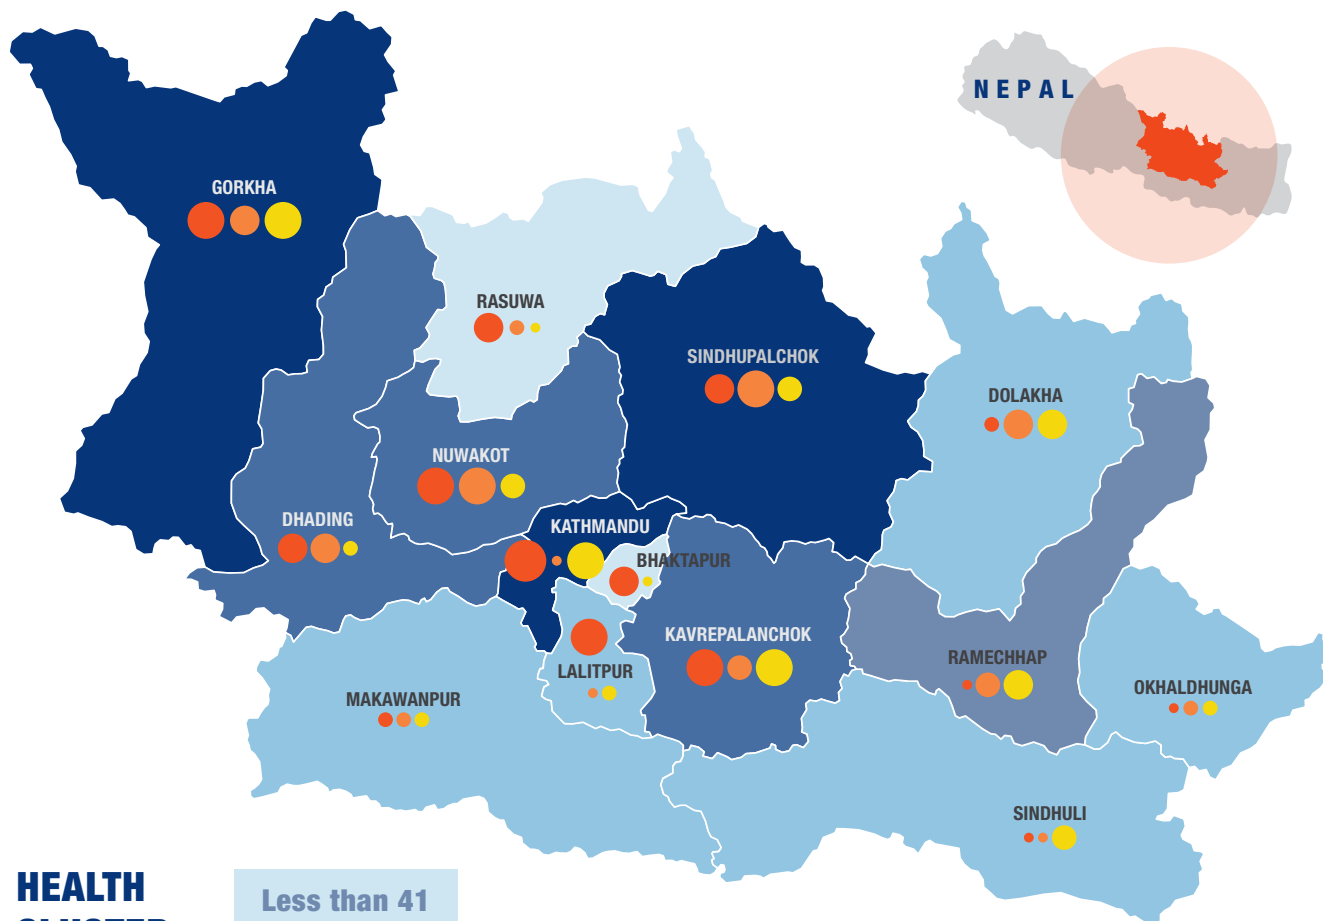 NEPAL
GORKHA
RASUWA
SINDHUPALCHOK
DOLAKHA
NUWAKOT
DHADING
KATHMANDU
BHAKTAPUR
KAVREPALANCHOK
RAMECHHAP
LALITPUR
OKHALDHUNGA
MAKAWANPUR
SINDHULI
HEALTH
Less than 41